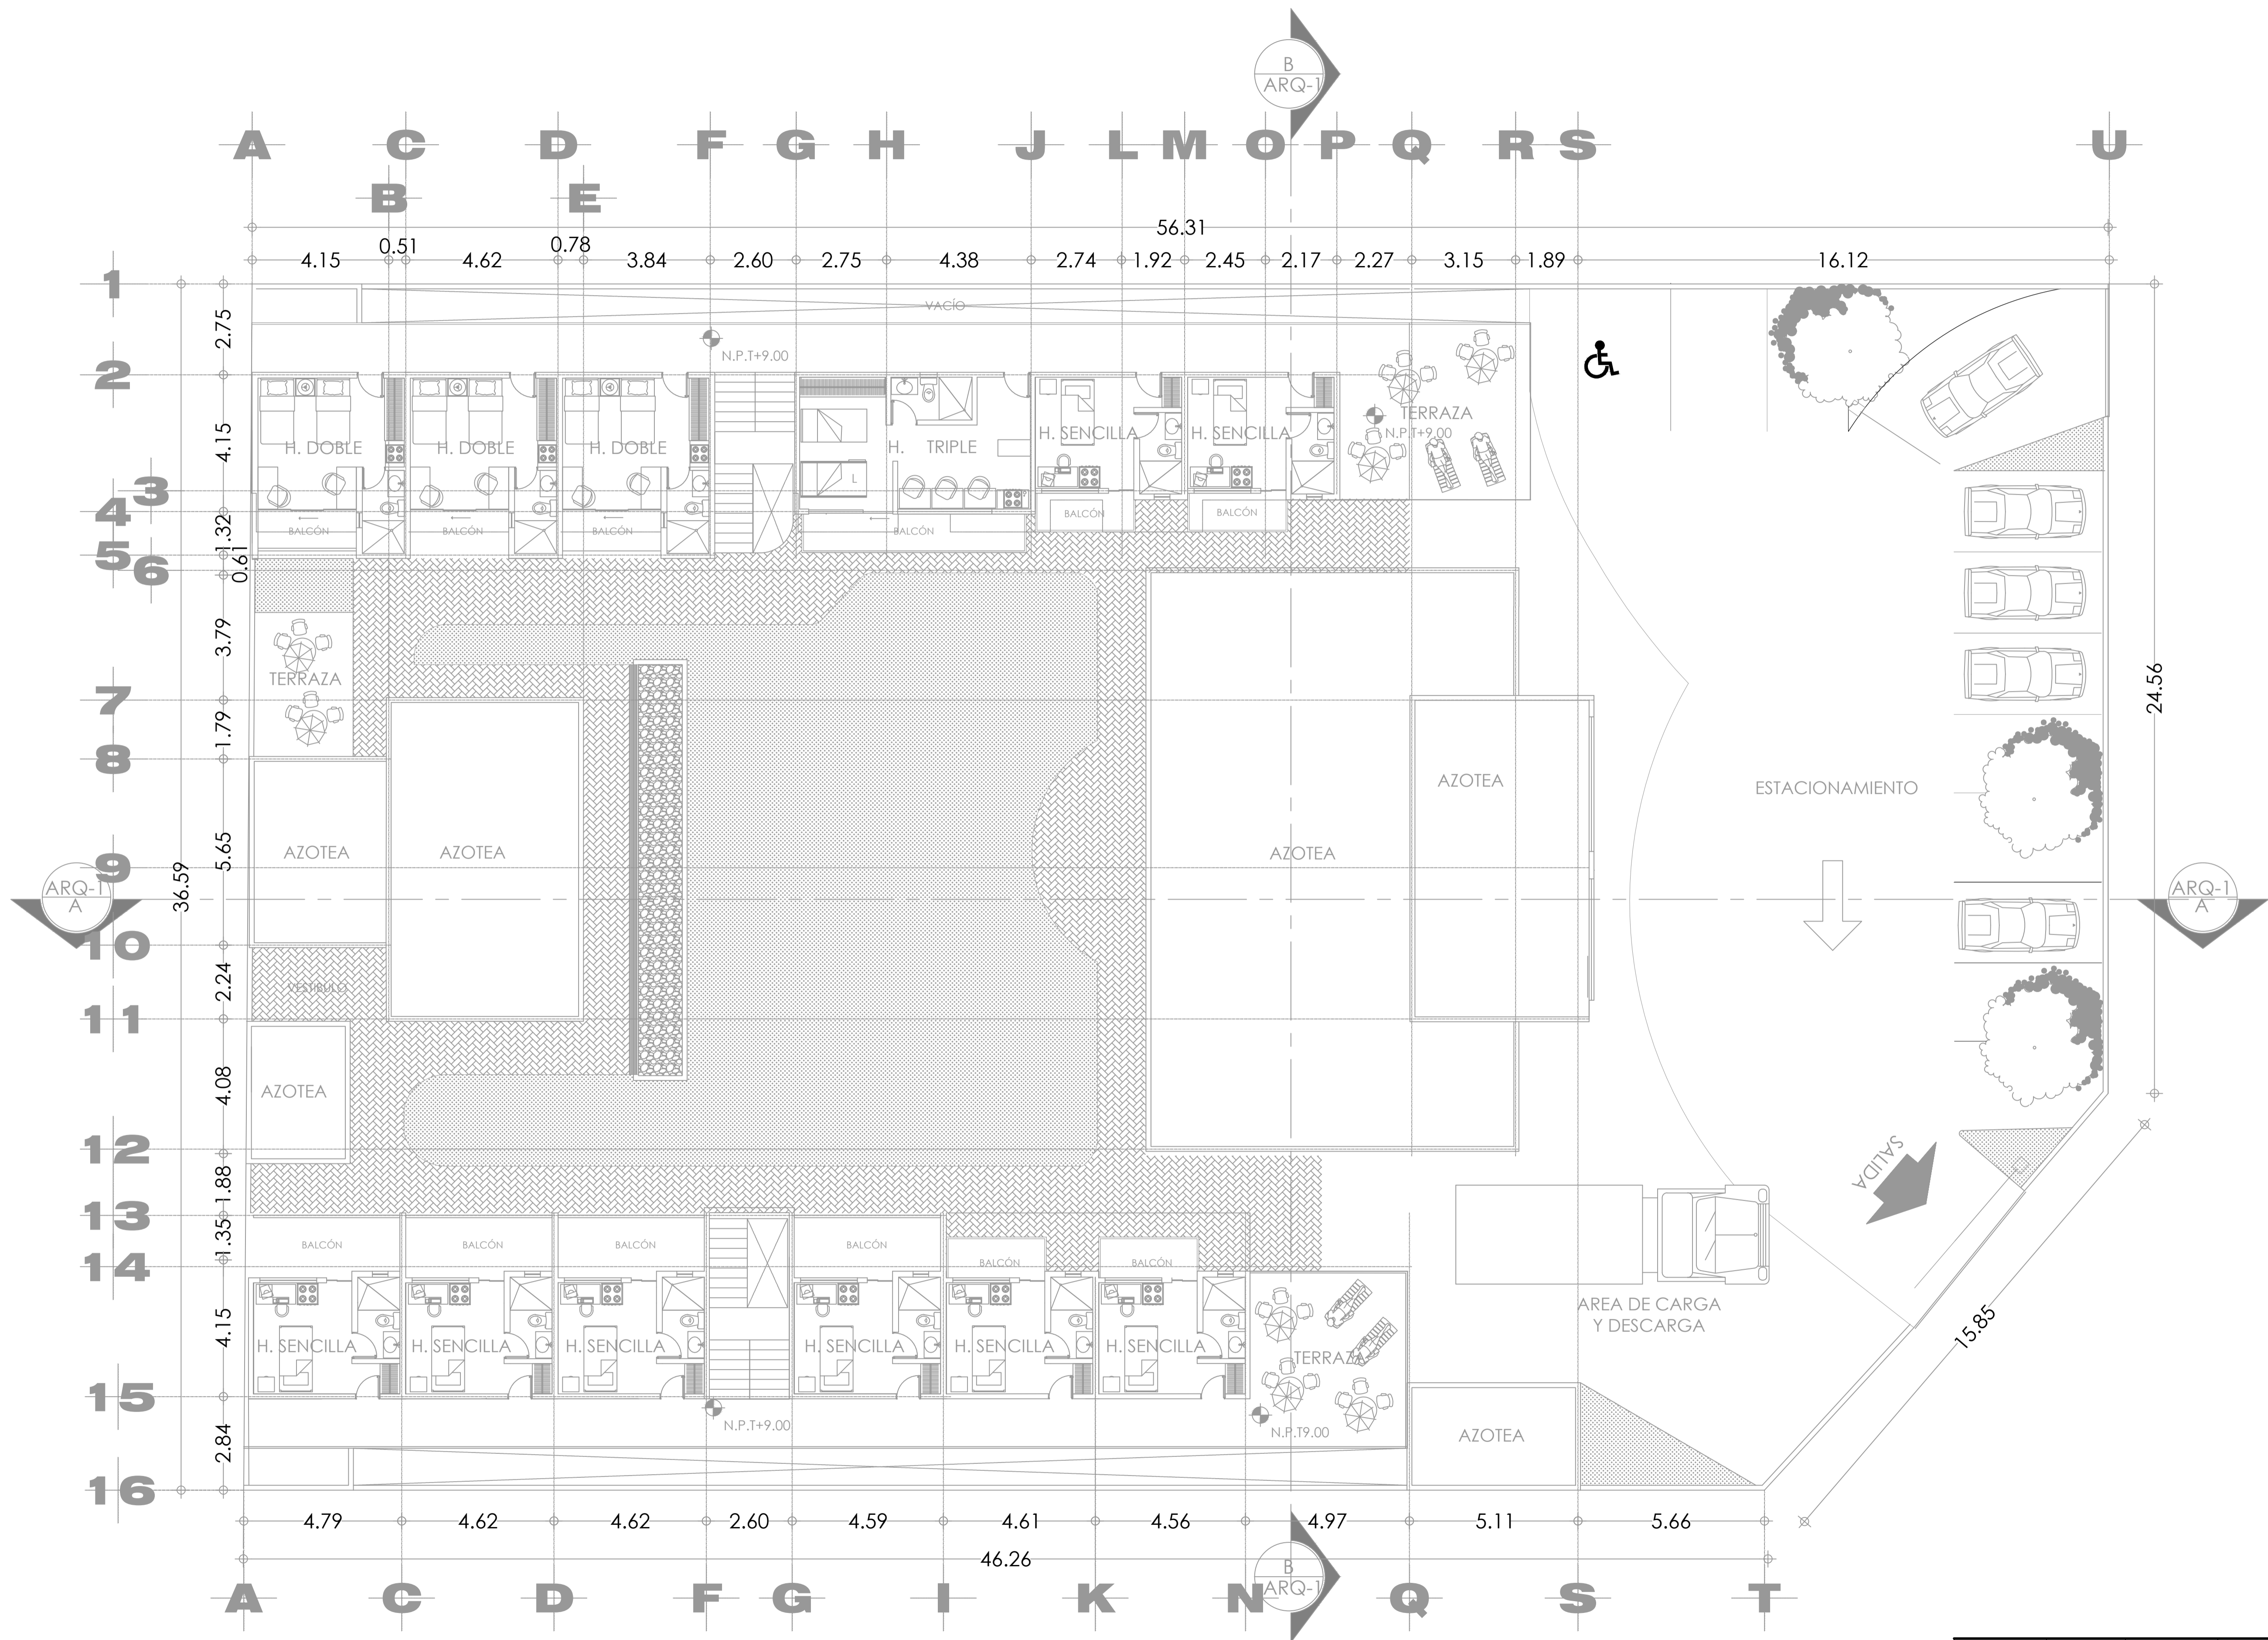 B
ARQ-1
A C D F G H J L M O P Q R S U
B E
56.31
0.51 0.78
4.15 4.62 3.84 2.60 2.75 4.38 2.74 1.92 2.45 2.17 2.27 3.15 1.89 16.12
1
VACÍO
2.75
N.P.T+9.00
2
TERRAZA
N.P.T+9.00
4.15
H. DOBLE H. DOBLE H. DOBLE H. TRIPLE H. SENCILLA H. SENCILLA
L
3
4
BALCÓN BALCÓN BALCÓN BALCÓN BALCÓN BALCÓN
1.32
5
6
0.61
3.79
TERRAZA
24.56
7
1.79
8
AZOTEA
ESTACIONAMIENTO
5.65
AZOTEA AZOTEA AZOTEA
9
36.59
ARQ-1
A
ARQ-1
A
10
2.24
VESTIBULO
11
4.08
AZOTEA
12
SALIDA
1.88
13
1.35
BALCÓN BALCÓN BALCÓN BALCÓN BALCÓN BALCÓN
14
AREA DE CARGA
Y DESCARGA
15.85
4.15
H. SENCILLA H. SENCILLA H. SENCILLA H. SENCILLA H. SENCILLA H. SENCILLA
TERRAZA
15
N.P.T+9.00
N.P.T9.00
2.84
AZOTEA
16
4.79 4.62 4.62 2.60 4.59 4.61 4.56 4.97 5.11 5.66
46.26
B
ARQ-1
A C D F G I K N Q S T